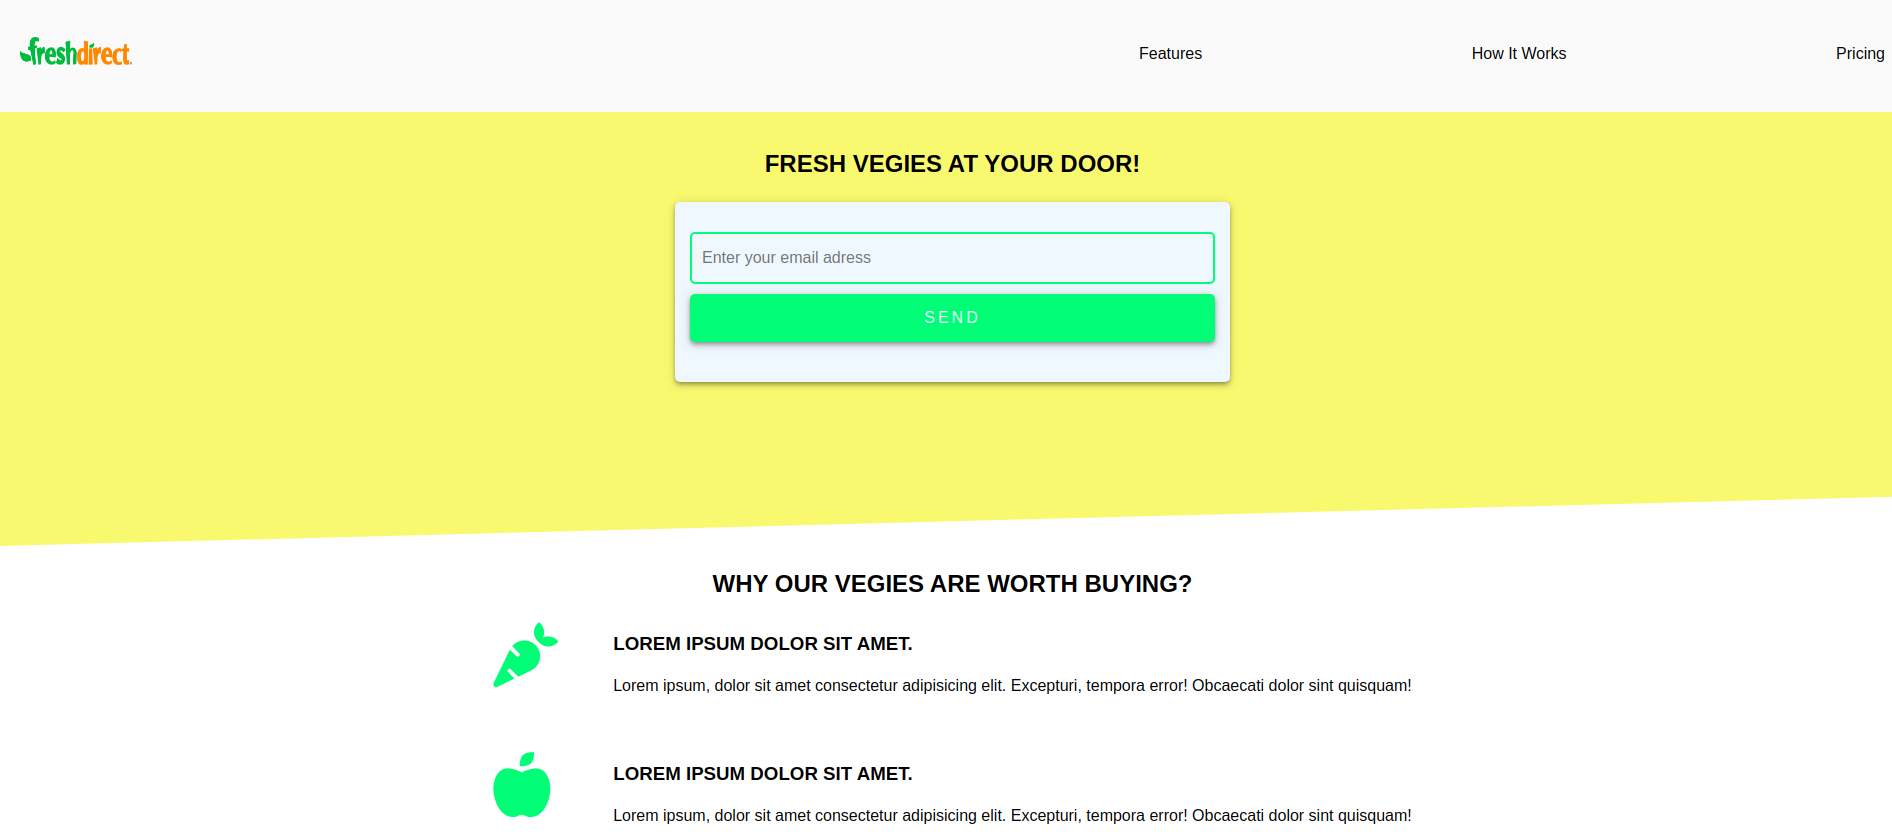 freshdirect.
Features
How It Works
Pricing
FRESH VEGIES AT YOUR DOOR!
Enter your email adress
SEND
WHY OUR VEGIES ARE WORTH BUYING?
LOREM IPSUM DOLOR SIT AMET.
Lorem ipsum, dolor sit amet consectetur adipisicing elit. Excepturi, tempora error! Obcaecati dolor sint quisquam!
LOREM IPSUM DOLOR SIT AMET.
Lorem ipsum, dolor sit amet consectetur adipisicing elit. Excepturi, tempora error! Obcaecati dolor sint quisquam!